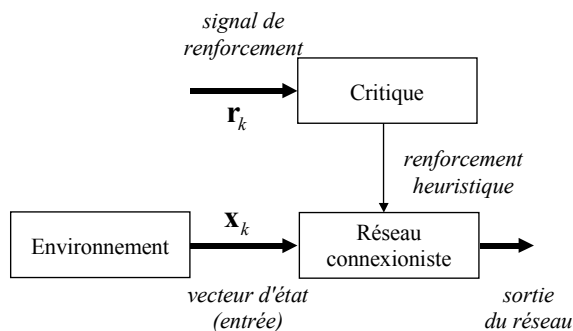 signal de
renforcement
Critique
r_k
renforcement
heuristique
x_k
Environnement
Réseau
connexioniste
vecteur d'état
(entrée)
sortie
du réseau